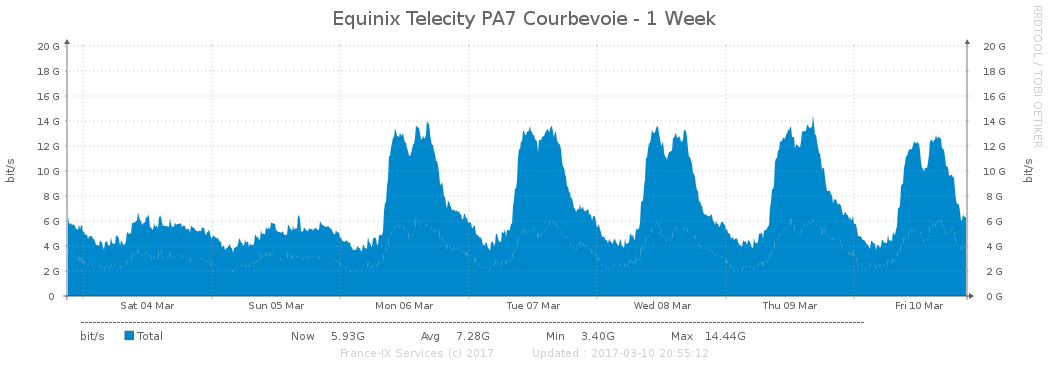 Equinix Telecity PA7 Courbevoie - 1 Week
RRDTOOL / TOBI OETIKER
20 G 20 G
18 G 18 G
16 G 16 G
14 G 14 G
12 G 12 G
10 G 10 G
8 G 8 G
6 G 6 G
4 G 4 G
2 G 2 G
0 0 G
bit/s bit/s
Sat 04 Mar Sun 05 Mar Mon 06 Mar Tue 07 Mar Wed 08 Mar Thu 09 Mar Fri 10 Mar
bit/s Total Now 5.93G Avg 7.28G Min 3.40G Max 14.44G
France-IX Services (c) 2017 Updated : 2017-03-10 20:55:12